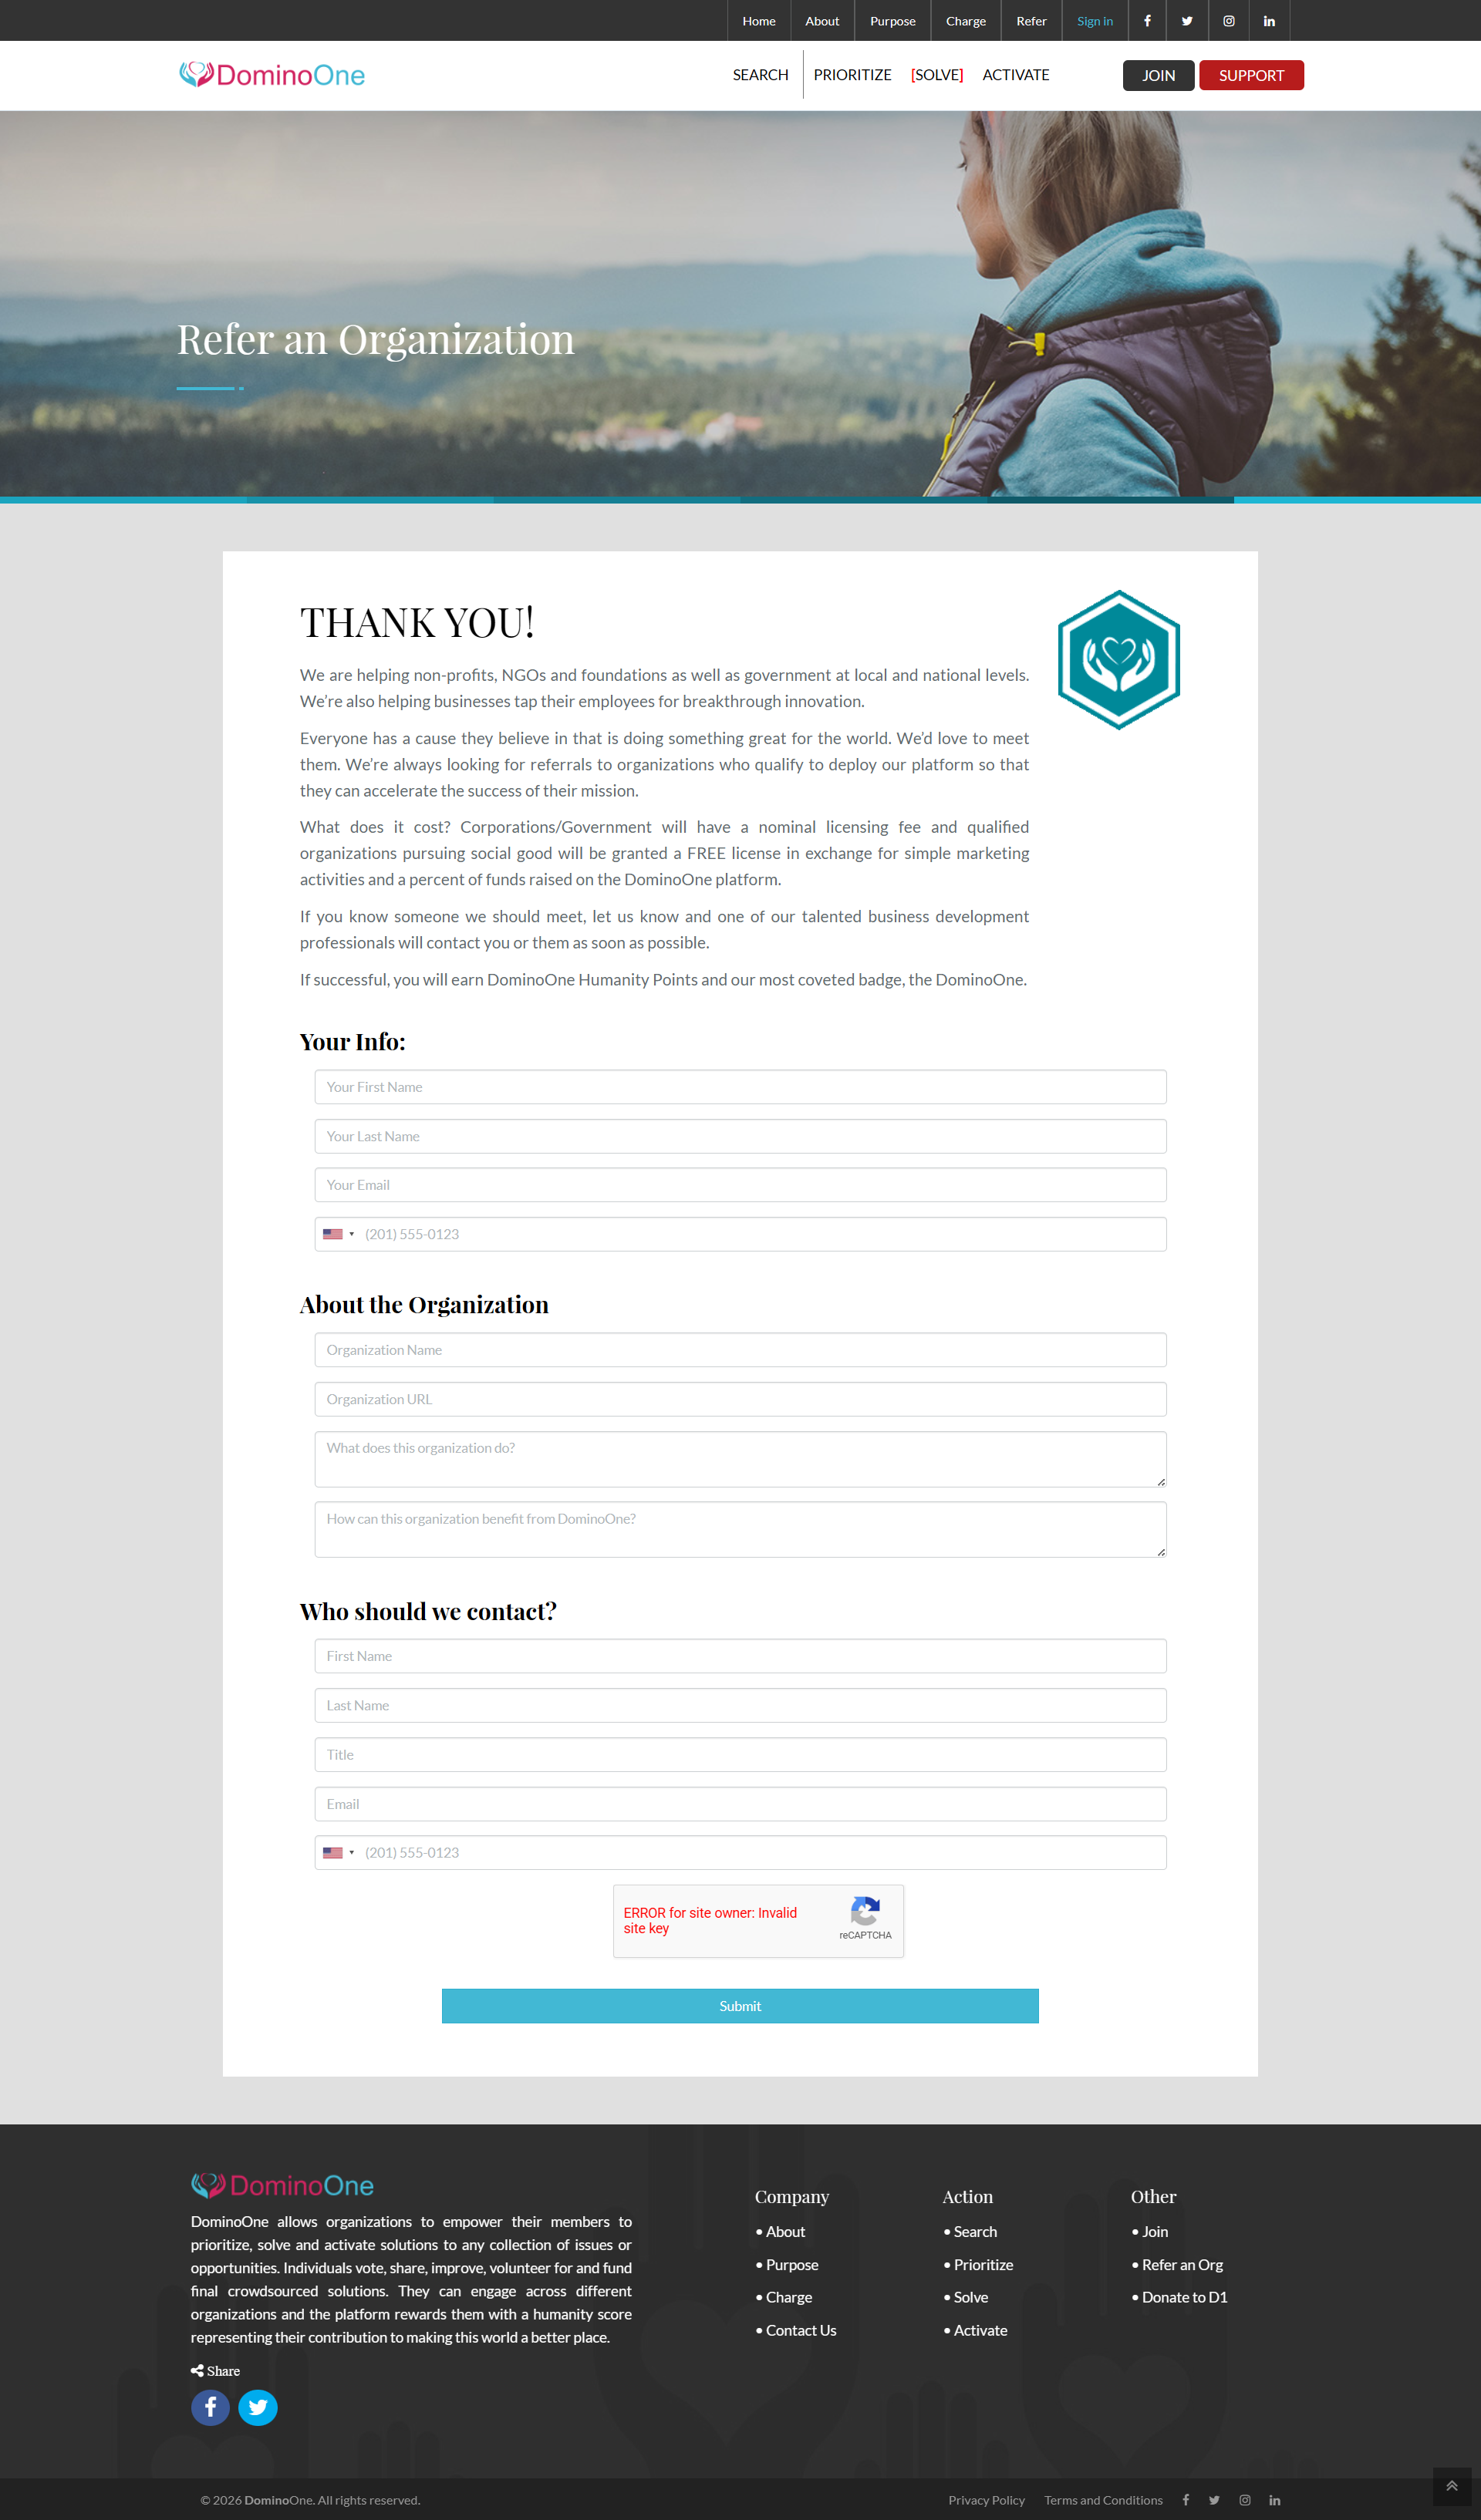 Home About Purpose Charge Refer Sign in
DominoOne
SEARCH PRIORITIZE [SOLVE] ACTIVATE JOIN SUPPORT
Refer an Organization
THANK YOU!
We are helping non-profits, NGOs and foundations as well as government at local and national levels.
We’re also helping businesses tap their employees for breakthrough innovation.
Everyone has a cause they believe in that is doing something great for the world. We’d love to meet
them. We’re always looking for referrals to organizations who qualify to deploy our platform so that
they can accelerate the success of their mission.
What does it cost? Corporations/Government will have a nominal licensing fee and qualified
organizations pursuing social good will be granted a FREE license in exchange for simple marketing
activities and a percent of funds raised on the DominoOne platform.
If you know someone we should meet, let us know and one of our talented business development
professionals will contact you or them as soon as possible.
If successful, you will earn DominoOne Humanity Points and our most coveted badge, the DominoOne.
Your Info:
Your First Name
Your Last Name
Your Email
(201) 555-0123
About the Organization
Organization Name
Organization URL
What does this organization do?
How can this organization benefit from DominoOne?
Who should we contact?
First Name
Last Name
Title
Email
(201) 555-0123
ERROR for site owner: Invalid
site key
reCAPTCHA
Submit
DominoOne
DominoOne allows organizations to empower their members to
prioritize, solve and activate solutions to any collection of issues or
opportunities. Individuals vote, share, improve, volunteer for and fund
final crowdsourced solutions. They can engage across different
organizations and the platform rewards them with a humanity score
representing their contribution to making this world a better place.
Share
Company
• About
• Purpose
• Charge
• Contact Us
Action
• Search
• Prioritize
• Solve
• Activate
Other
• Join
• Refer an Org
• Donate to D1
© 2026 DominoOne. All rights reserved.
Privacy Policy Terms and Conditions